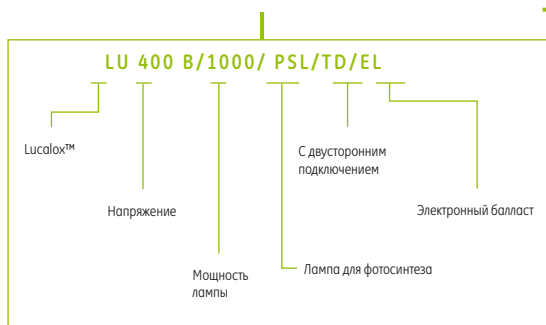 LU 400 B/1000/ PSL/TD/EL
Lucalox™
С двусторонним
подключением
Напряжение
Электронный балласт
Мощность
лампы
Лампа для фотосинтеза